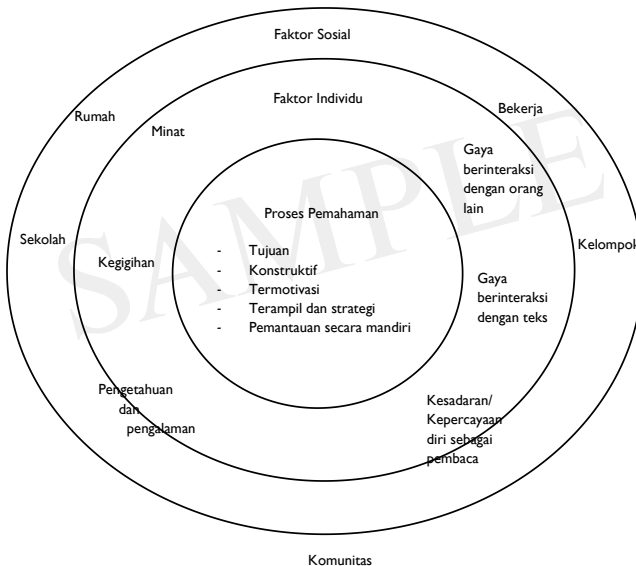 Faktor Sosial
Faktor Individu
Rumah
Minat
Bekerja
Gaya
berinteraksi
dengan orang
lain
Proses Pemahaman
Sekolah
Kelompok
Kegigihan
- Tujuan
- Konstruktif
- Termotivasi
- Terampil dan strategi
- Pemantauan secara mandiri
Gaya
berinteraksi
dengan teks
Pengetahuan
dan
pengalaman
Kesadaran/
Kepercayaan
diri sebagai
pembaca
Komunitas
SAMPLE